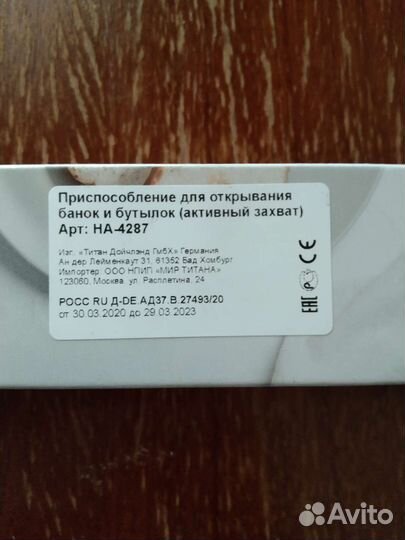 Приспособление для открывания
банок и бутылок (активный захват)
Арт: НА-4287
Изг. «Титан Дойчлэнд ГмбХ» Германия
Ан дер Лейменкаут 31, 61352 Бад Хомбург
Импортер: ООО НПИП «МИР ТИТАНА»
123060, Москва, ул. Расплетина, 24
РОСС RU Д-DE.АД37.В.27493/20
от 30.03.2020 до 29.03.2023
EAC
CE
Avito